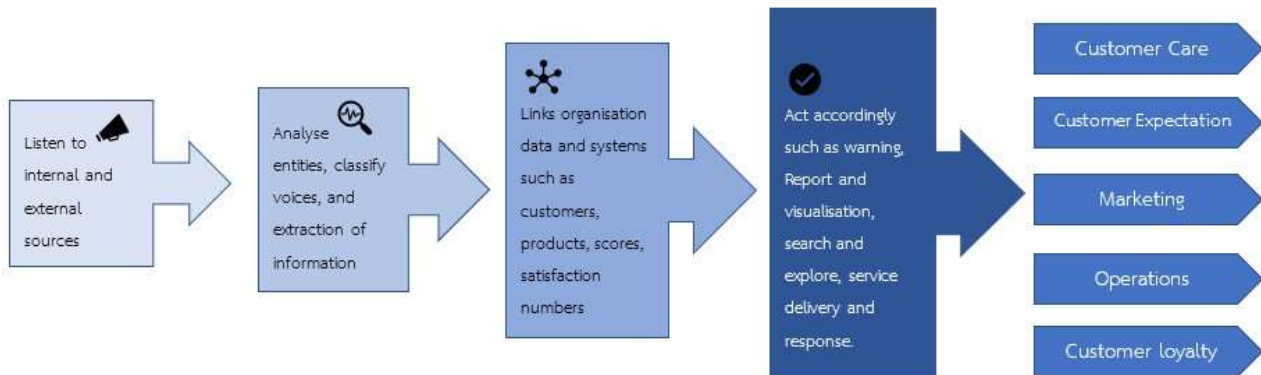 Listen to
internal and
external
sources
Analyse
entities, classify
voices, and
extraction of
information
Links organisation
data and systems
such as
customers,
products, scores,
satisfaction
numbers
Act accordingly
such as warning,
Report and
visualisation,
search and
explore, service
delivery and
response.
Customer Care
Customer Expectation
Marketing
Operations
Customer loyalty